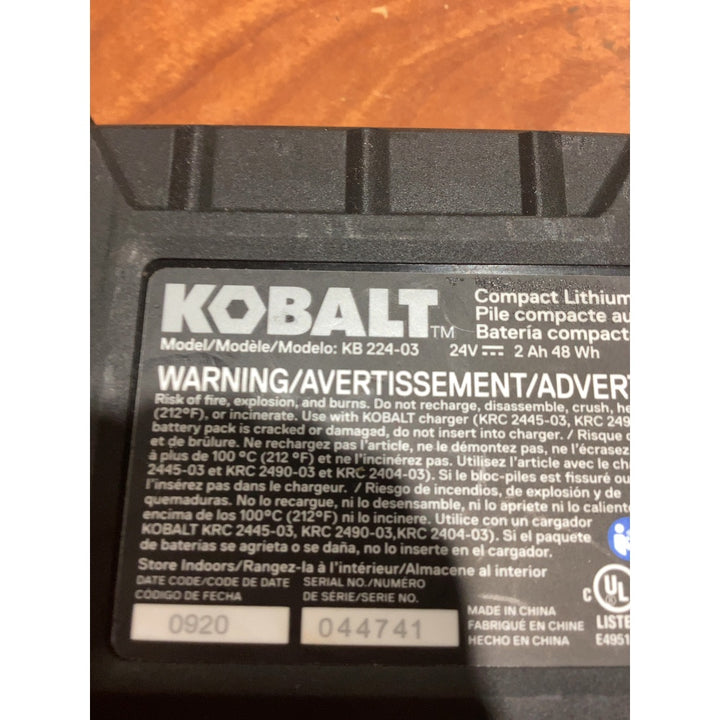 KOBALT™
Compact Lithium
Pile compacte au
Batería compact
Model/Modèle/Modelo: KB 224-03 24V⎓ 2 Ah 48 Wh
WARNING/AVERTISSEMENT/ADVER
Risk of fire, explosion, and burns. Do not recharge, disassemble, crush, he
(212ºF), or incinerate. Use with KOBALT charger (KRC 2445-03, KRC 249
battery pack is cracked or damaged, do not insert into charger. / Risque
et de brûlure. Ne rechargez pas l'article, ne le démontez pas, ne l'écrasez
à plus de 100 ºC (212 ºF) et ne l'incinérez pas. Utilisez l'article avec le cha
2445-03 et KRC 2490-03 et KRC 2404-03). Si le bloc-piles est fissuré ou
l'insérez pas dans le chargeur. / Riesgo de incendios, de explosión y de
quemaduras. No lo recargue, ni lo desensamble, ni lo apriete ni lo caliente
encima de los 100ºC (212ºF) ni lo incinere. Utilice con un cargador
KOBALT KRC 2445-03, KRC 2490-03,KRC 2404-03). Si el paquete
de baterías se agrieta o se daña, no lo inserte en el cargador.
Store Indoors/Rangez-la à l'intérieur/Almacene al interior
DATE CODE/CODE DE DATE
CÓDIGO DE FECHA
0920
SERIAL NO./NUMÉRO
DE SÉRIE/SERIE NO.
044741
MADE IN CHINA
FABRIQUÉ EN CHINE
HECHO EN CHINA
c UL
LISTE
E4951